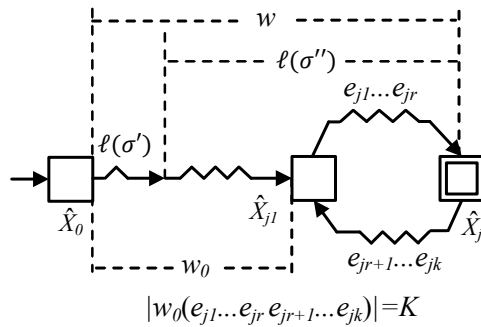 w
ℓ(σ'')
e_{j1}...e_{jr}
ℓ(σ')
X̂_0
X̂_{j1}
X̂_j
e_{jr+1}...e_{jk}
w_0
|w_0(e_{j1}...e_{jr} e_{jr+1}...e_{jk})|=K